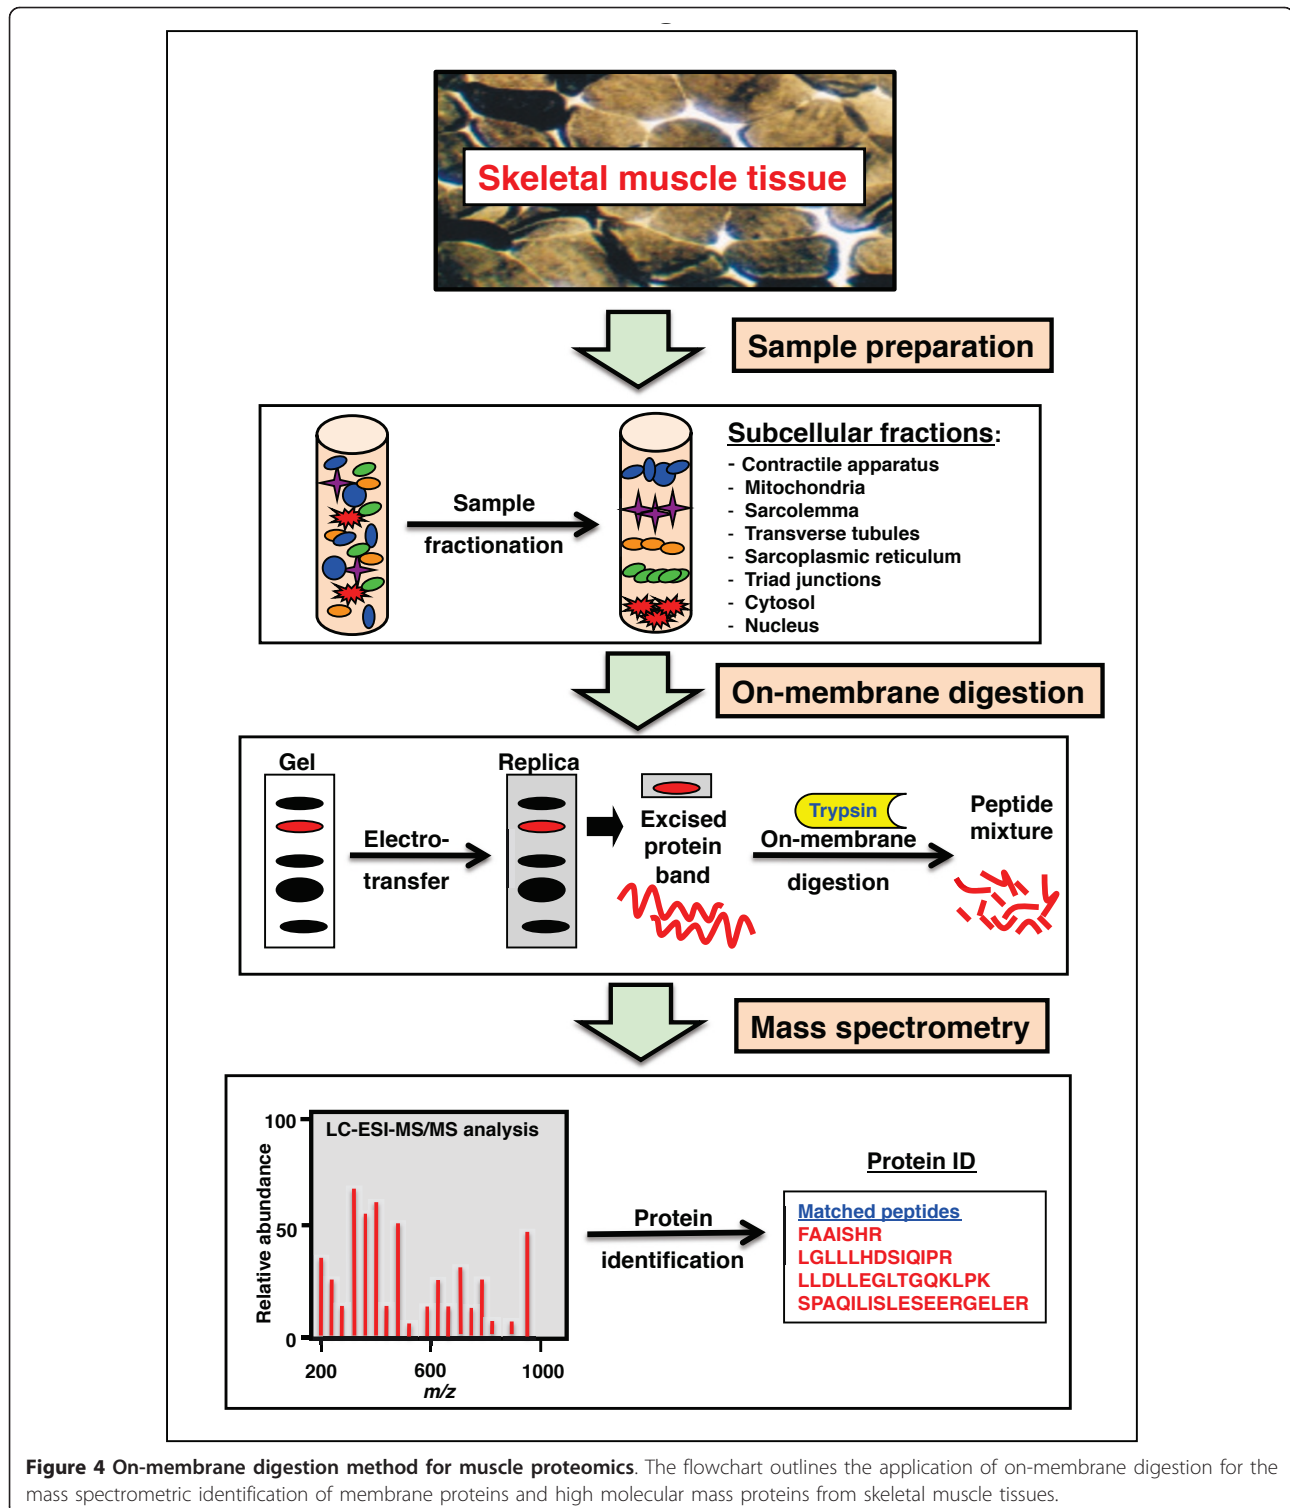 Skeletal muscle tissue
Sample preparation
Sample
fractionation
Subcellular fractions:
- Contractile apparatus
- Mitochondria
- Sarcolemma
- Transverse tubules
- Sarcoplasmic reticulum
- Triad junctions
- Cytosol
- Nucleus
On-membrane digestion
Gel
Electro-
transfer
Replica
Excised
protein
band
Trypsin
On-membrane
digestion
Peptide
mixture
Mass spectrometry
LC-ESI-MS/MS analysis
Relative abundance
100
50
0
200 600 1000
m/z
Protein
identification
Protein ID
Matched peptides
FAAISHR
LGLLLHDSIQIPR
LLDLLEGLTGQKLPK
SPAQILISLESEERGELER
Figure 4 On-membrane digestion method for muscle proteomics. The flowchart outlines the application of on-membrane digestion for the
mass spectrometric identification of membrane proteins and high molecular mass proteins from skeletal muscle tissues.